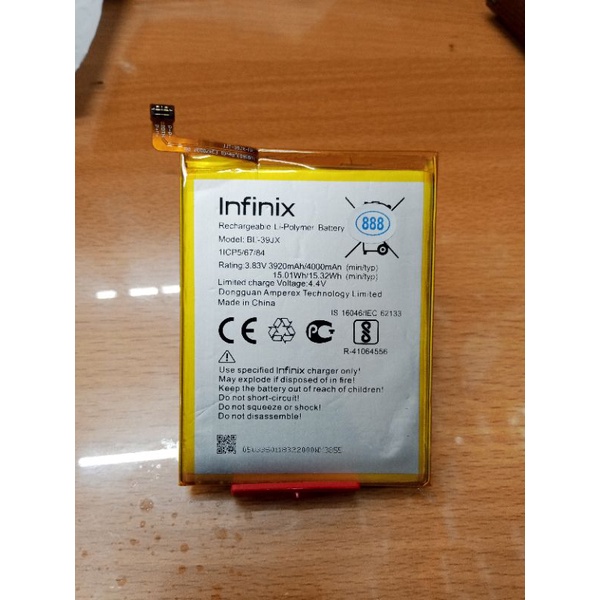 Infinix
Rechargeable Li-Polymer Battery
Model: BL-39JX
1ICP5/67/84
888
Rating:3.83V 3920mAh/4000mAh (min/typ)
15.01Wh/15.32Wh (min/typ)
Limited charge Voltage:4.4V
Dongguan Amperex Technology Limited
Made in China
IS 16046/IEC 62133
R-41064556
Use specified Infinix charger only!
May explode if disposed of in fire!
Keep the battery out of reach of children!
Do not short-circuit!
Do not squeeze or shock!
Do not disassemble!